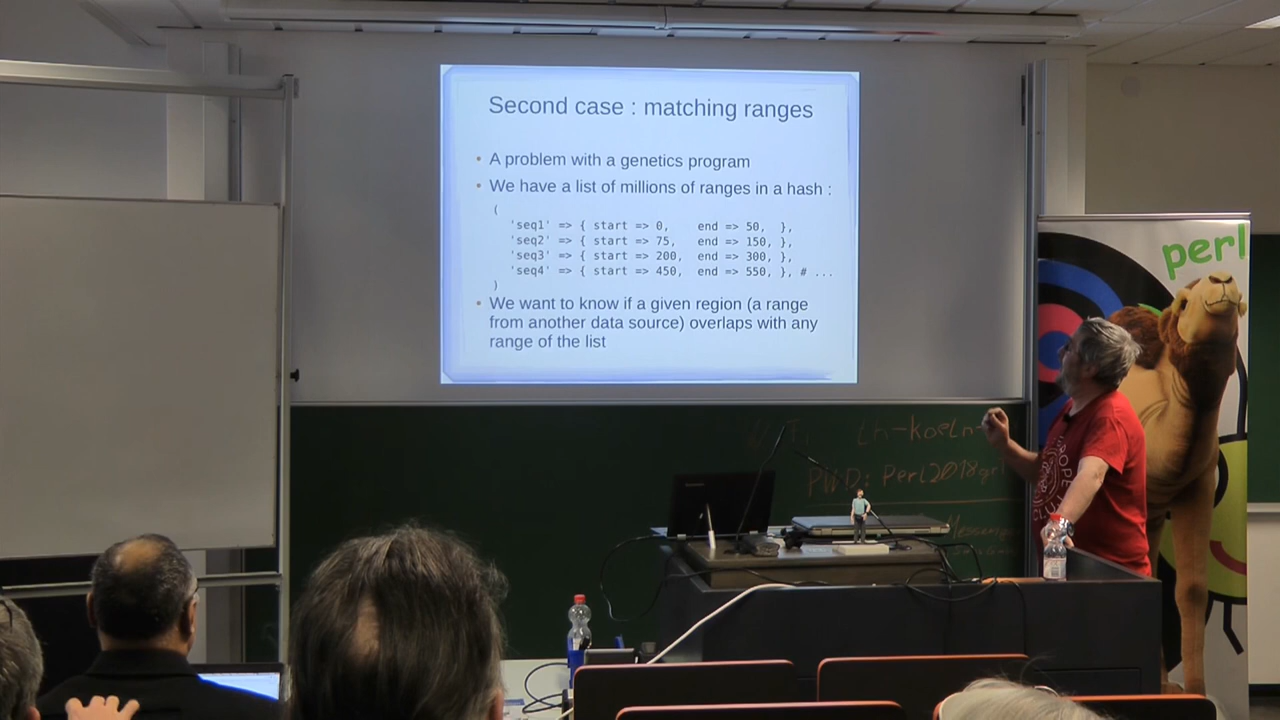 Second case : matching ranges
• A problem with a genetics program
• We have a list of millions of ranges in a hash :
(
'seq1' => { start => 0, end => 50, },
'seq2' => { start => 75, end => 150, },
'seq3' => { start => 200, end => 300, },
'seq4' => { start => 450, end => 550, }, # ...
)
• We want to know if a given region (a range
from another data source) overlaps with any
range of the list
perl
th-koeln
PWD: Perl2018